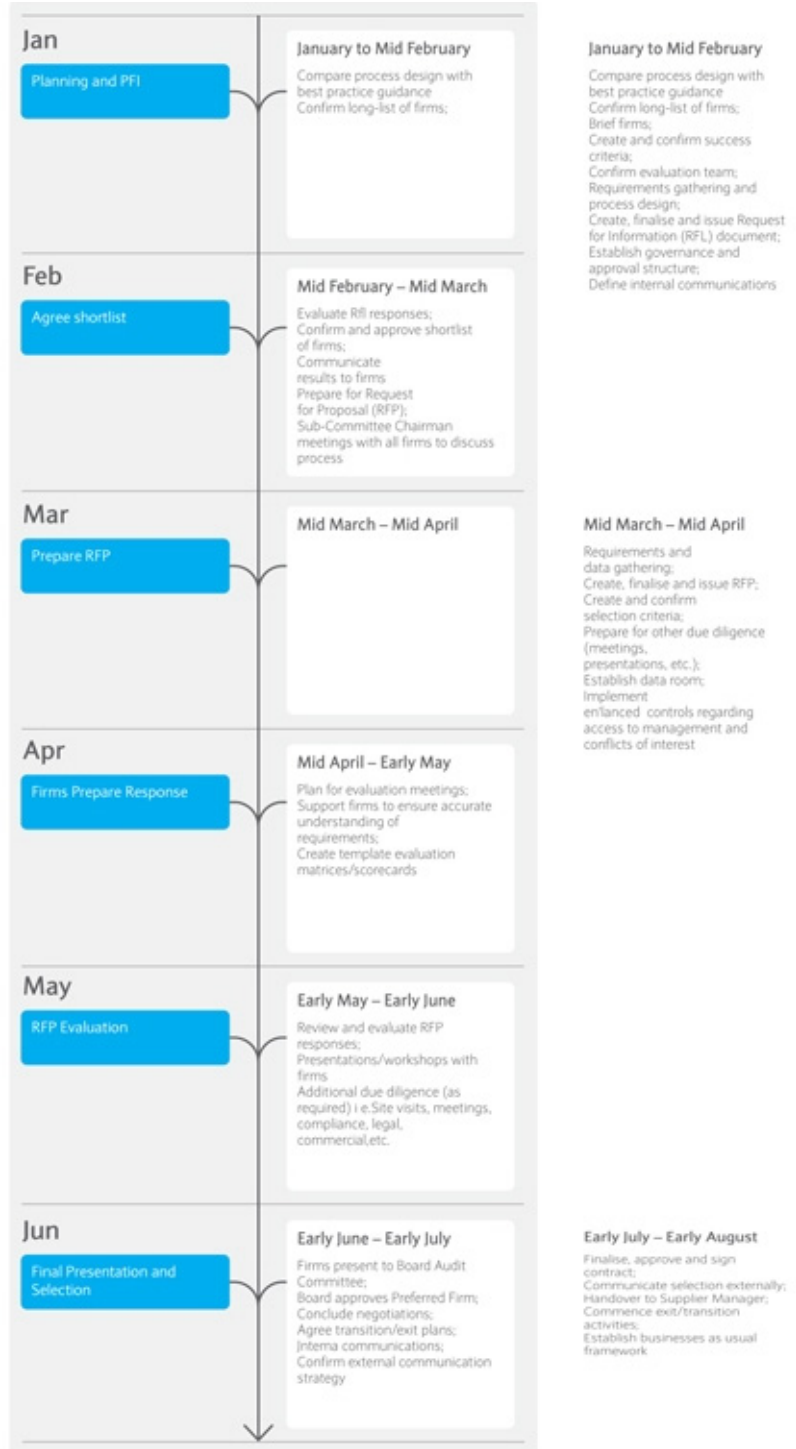 Jan
Planning and PFI
January to Mid February
Compare process design with
best practice guidance
Confirm long-list of firms;
January to Mid February
Compare process design with
best practice guidance
Confirm long-list of firms;
Brief firms;
Create and confirm success
criteria;
Confirm evaluation team;
Requirements gathering and
process design;
Create, finalise and issue Request
for Information (RFL) document;
Establish governance and
approval structure;
Define internal communications
Feb
Agree shortlist
Mid February – Mid March
Evaluate Rfl responses;
Confirm and approve shortlist
of firms;
Communicate
results to firms
Prepare for Request
for Proposal (RFP);
Sub-Committee Chairman
meetings with all firms to discuss
process
Mar
Prepare RFP
Mid March – Mid April
Mid March – Mid April
Requirements and
data gathering;
Create, finalise and issue RFP;
Create and confirm
selection criteria;
Prepare for other due diligence
(meetings,
presentations, etc.);
Establish data room;
Implement
en'lanced controls regarding
access to management and
conflicts of interest
Apr
Firms Prepare Response
Mid April – Early May
Plan for evaluation meetings;
Support firms to ensure accurate
understanding of
requirements;
Create template evaluation
matrices/scorecards
May
RFP Evaluation
Early May – Early June
Review and evaluate RFP
responses;
Presentations/workshops with
firms
Additional due diligence (as
required) i e.Site visits, meetings,
compliance, legal,
commercial,etc.
Jun
Final Presentation and
Selection
Early June – Early July
Firms present to Board Audit
Committee;
Board approves Preferred Firm;
Conclude negotiations;
Agree transition/exit plans;
Interna communications;
Confirm external communication
strategy
Early July – Early August
Finalise, approve and sign
contract;
Communicate selection externally;
Handover to Supplier Manager;
Commence exit/transition
activities;
Establish businesses as usual
framework